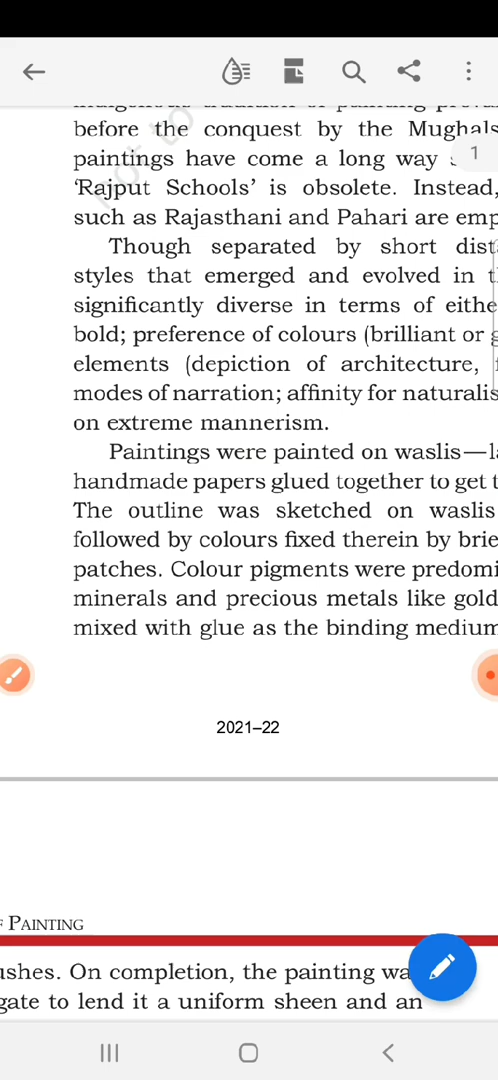 before the conquest by the Mughals
paintings have come a long way
1
'Rajput Schools' is obsolete. Instead,
such as Rajasthani and Pahari are emp
Though separated by short dist
styles that emerged and evolved in t
significantly diverse in terms of eithe
bold; preference of colours (brilliant or g
elements (depiction of architecture, f
modes of narration; affinity for naturalis
on extreme mannerism.
Paintings were painted on waslis—la
handmade papers glued together to get t
The outline was sketched on waslis
followed by colours fixed therein by brie
patches. Colour pigments were predomi
minerals and precious metals like gold
mixed with glue as the binding medium
2021–22
F PAINTING
ushes. On completion, the painting wa
gate to lend it a uniform sheen and an